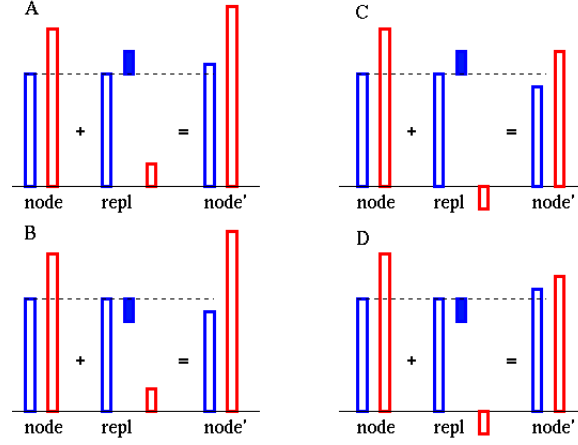 A
+ =
node repl node'
C
+ =
node repl node'
B
+ =
node repl node'
D
+ =
node repl node'